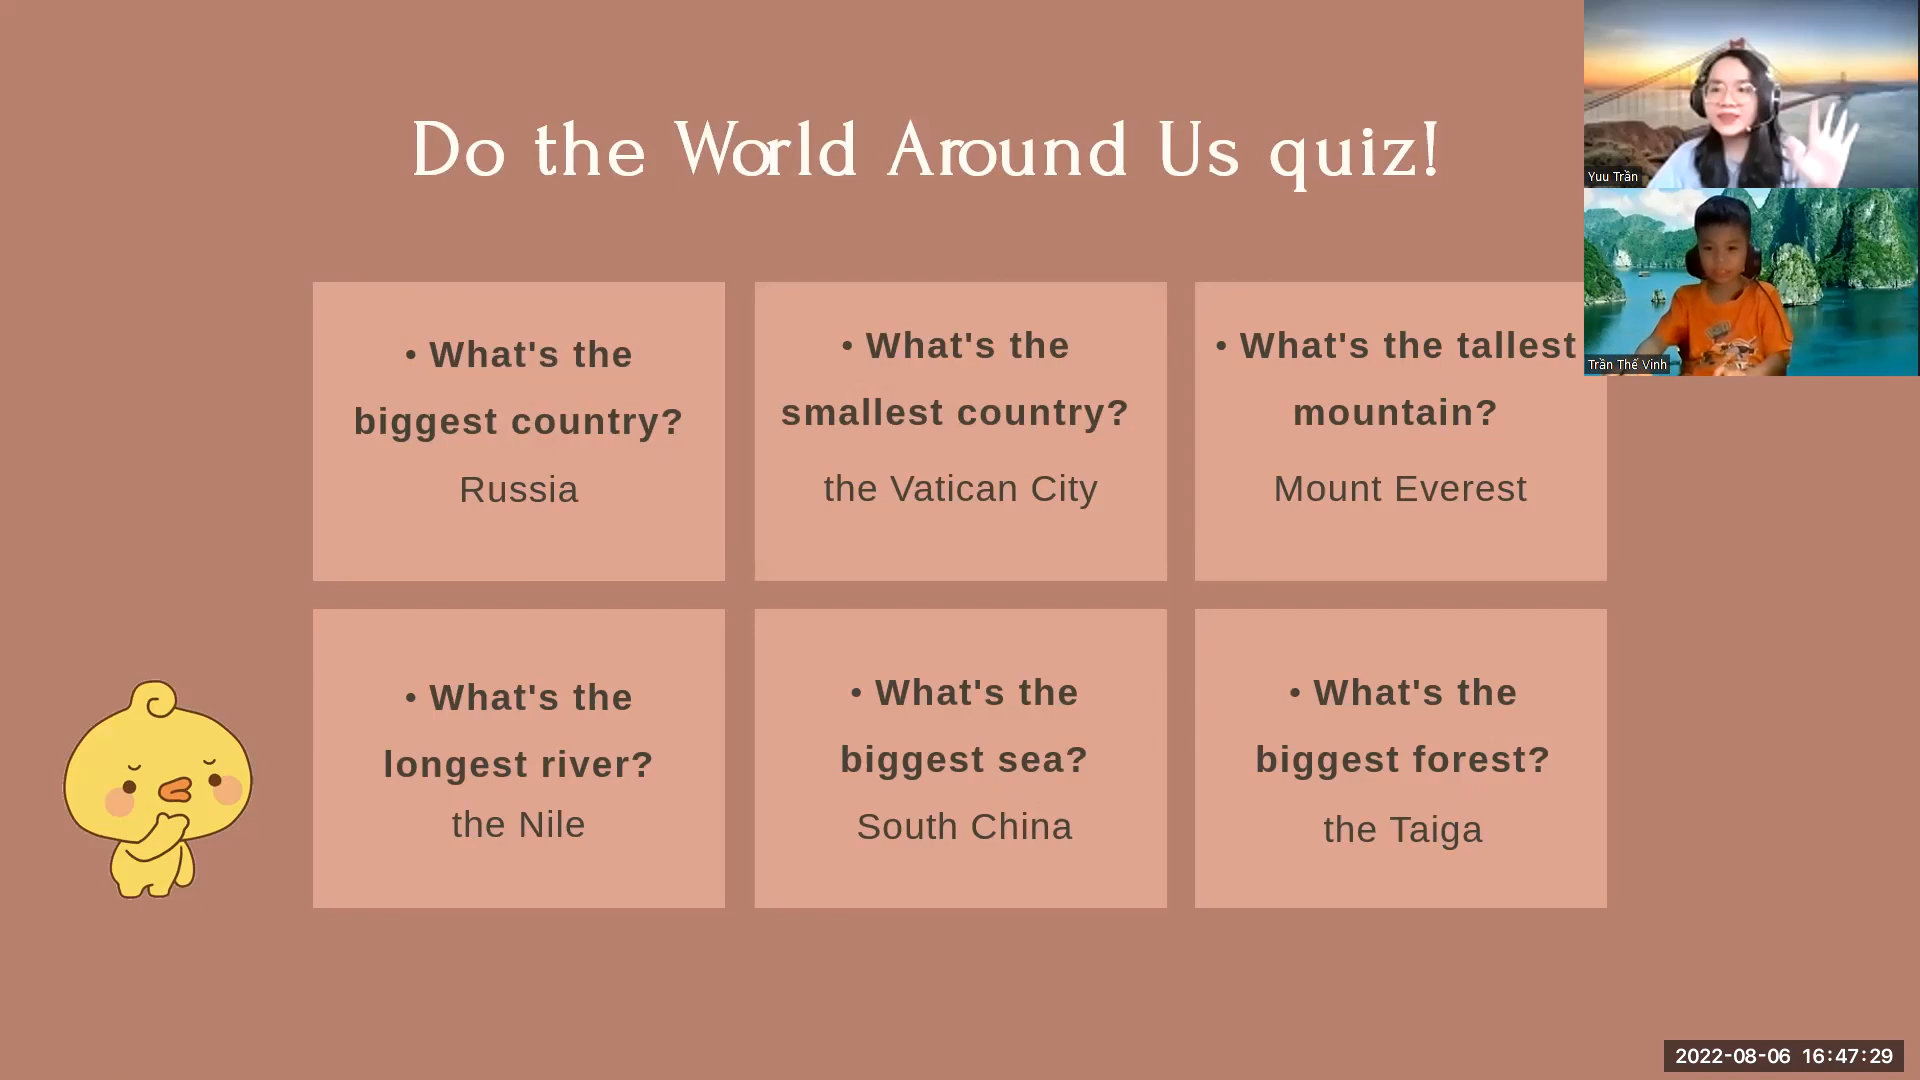 Do the World Around Us quiz!
• What's the
biggest country?
Russia
• What's the
smallest country?
the Vatican City
• What's the tallest
mountain?
Mount Everest
• What's the
longest river?
the Nile
• What's the
biggest sea?
South China
• What's the
biggest forest?
the Taiga
Yuu Trần
Trần Thế Vinh
2022-08-06 16:47:29